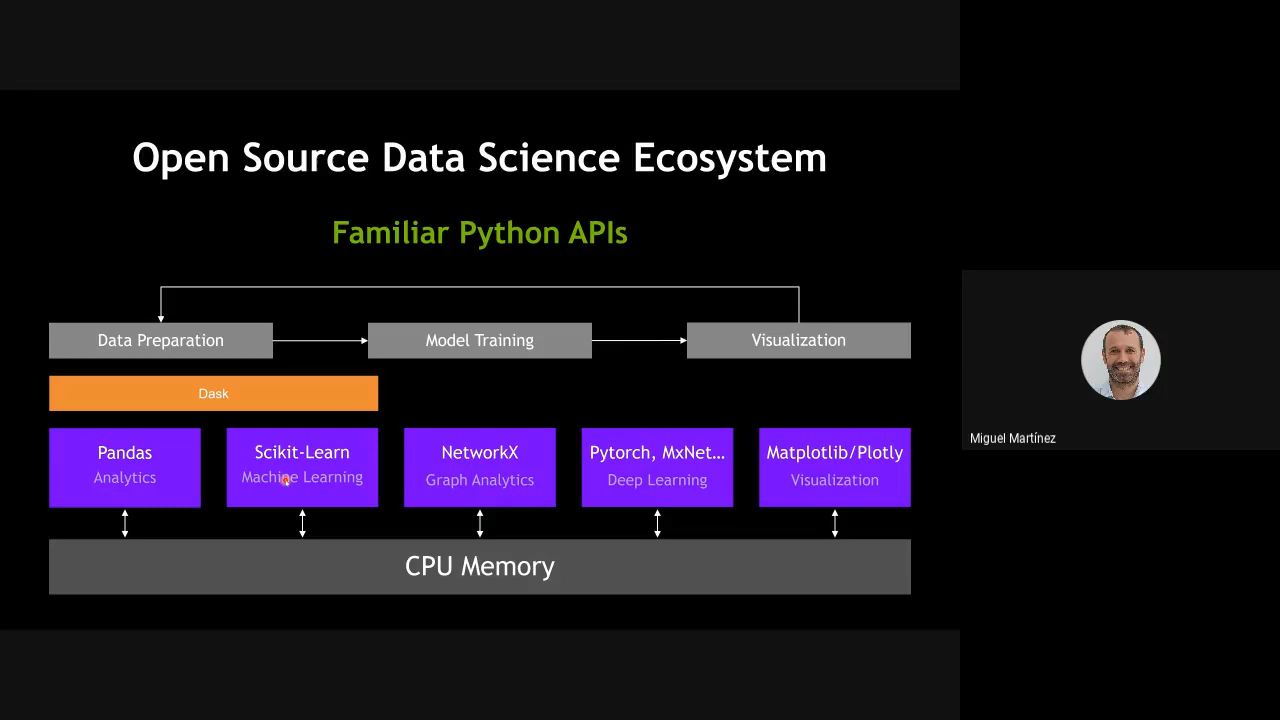 Open Source Data Science Ecosystem
Familiar Python APIs
Data Preparation
Model Training
Visualization
Dask
Pandas
Analytics
Scikit-Learn
Machine Learning
NetworkX
Graph Analytics
Pytorch, MxNet...
Deep Learning
Matplotlib/Plotly
Visualization
CPU Memory
Miguel Martínez